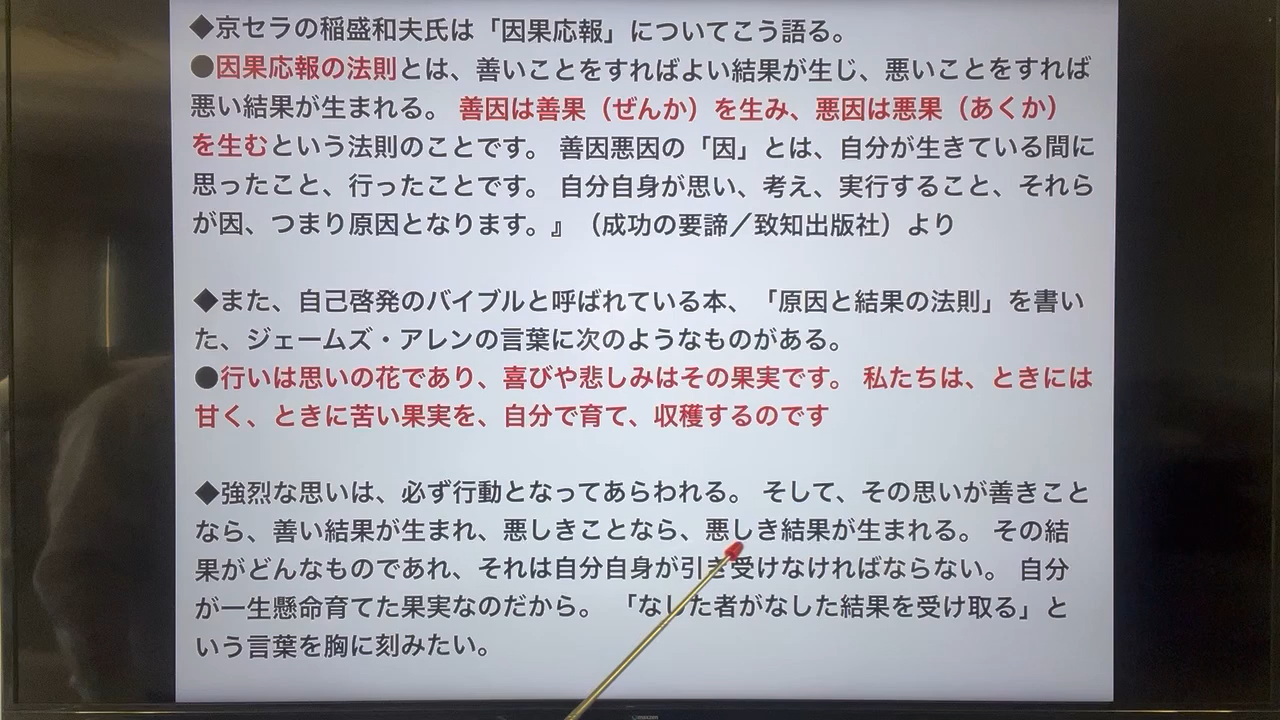 ◆京セラの稲盛和夫氏は「因果応報」についてこう語る。
●因果応報の法則とは、善いことをすればよい結果が生じ、悪いことをすれば
悪い結果が生まれる。 善因は善果（ぜんか）を生み、悪因は悪果（あくか）
を生むという法則のことです。 善因悪因の「因」とは、自分が生きている間に
思ったこと、行ったことです。 自分自身が思い、考え、実行すること、それら
が因、つまり原因となります。』（成功の要諦／致知出版社）より
◆また、自己啓発のバイブルと呼ばれている本、「原因と結果の法則」を書い
た、ジェームズ・アレンの言葉に次のようなものがある。
●行いは思いの花であり、喜びや悲しみはその果実です。 私たちは、ときには
甘く、ときに苦い果実を、自分で育て、収穫するのです
◆強烈な思いは、必ず行動となってあらわれる。 そして、その思いが善きこと
なら、善い結果が生まれ、悪しきことなら、悪しき結果が生まれる。 その結
果がどんなものであれ、それは自分自身が引き受けなければならない。 自分
が一生懸命育てた果実なのだから。 「なした者がなした結果を受け取る」と
いう言葉を胸に刻みたい。